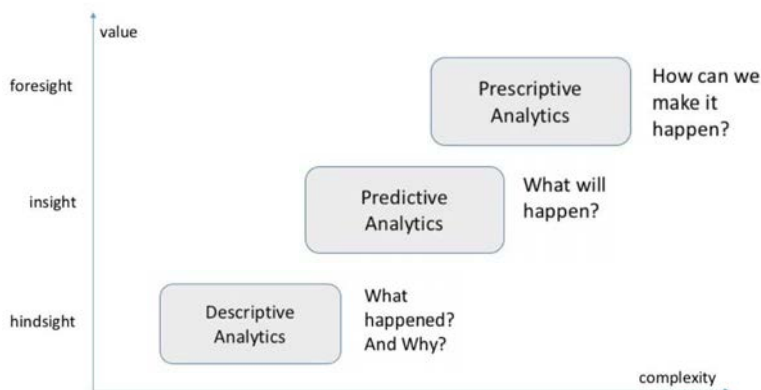 value
foresight
Prescriptive
Analytics
How can we
make it
happen?
insight
Predictive
Analytics
What will
happen?
hindsight
Descriptive
Analytics
What
happened?
And Why?
complexity